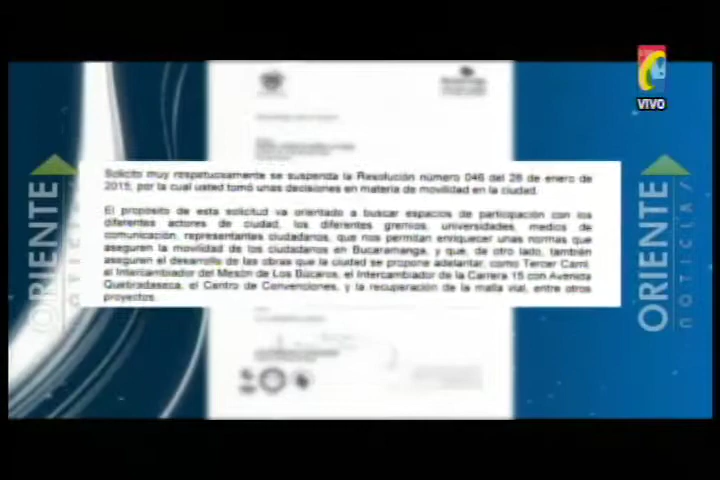 VIVO
Solicito muy respetuosamente se suspenda la Resolución número 046 del 28 de enero de
2015, por la cual usted tomó unas decisiones en materia de movilidad en la ciudad.
El propósito de esta solicitud va orientado a buscar espacios de participación con los
diferentes actores de ciudad, los diferentes gremios, universidades, medios de
comunicación, representantes ciudadanos, que nos permitan enriquecer unas normas que
aseguren la movilidad de los ciudadanos en Bucaramanga, y que, de otro lado, también
aseguren el desarrollo de las obras que la ciudad se propone adelantar, como Tercer Carril,
el Intercambiador del Mesón de Los Búcaros, el Intercambiador de la Carrera 15 con Avenida
Quebradaseca, el Centro de Convenciones, y la recuperación de la malla vial, entre otros
proyectos.
ORIENTE
ORIENTE
NOTICIAS